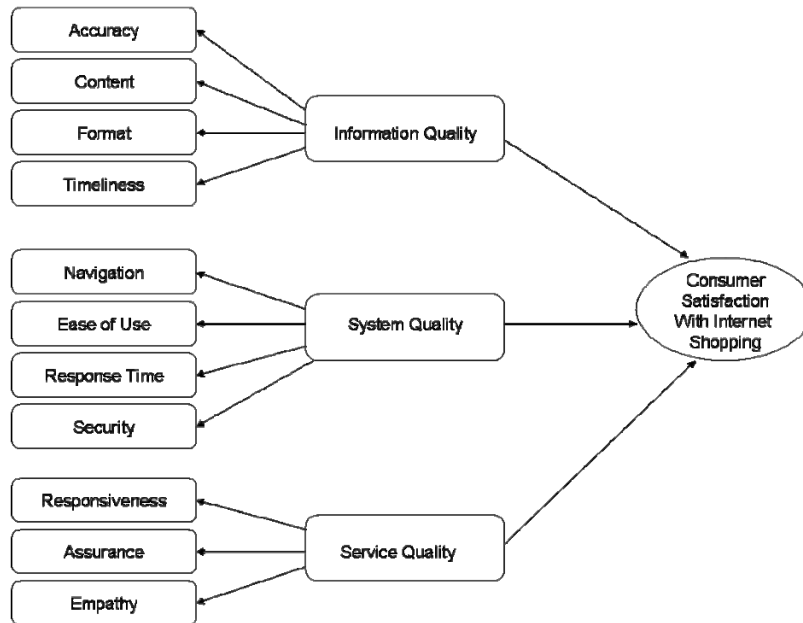 Accuracy
Content
Format
Timeliness
Information Quality
Navigation
Ease of Use
Response Time
Security
System Quality
Responsiveness
Assurance
Empathy
Service Quality
Consumer
Satisfaction
With Internet
Shopping